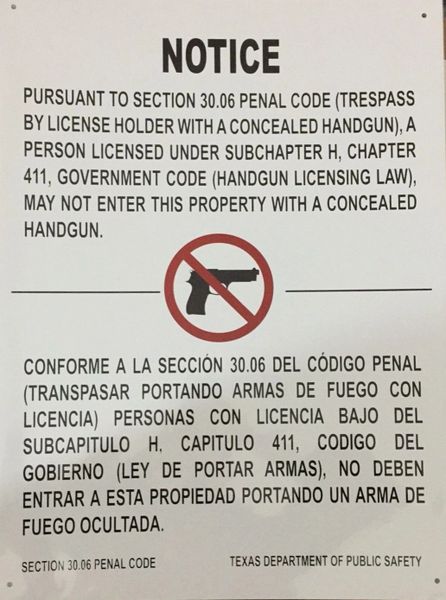 NOTICE
PURSUANT TO SECTION 30.06 PENAL CODE (TRESPASS
BY LICENSE HOLDER WITH A CONCEALED HANDGUN), A
PERSON LICENSED UNDER SUBCHAPTER H, CHAPTER
411, GOVERNMENT CODE (HANDGUN LICENSING LAW),
MAY NOT ENTER THIS PROPERTY WITH A CONCEALED
HANDGUN.
CONFORME A LA SECCIÓN 30.06 DEL CÓDIGO PENAL
(TRANSPASAR PORTANDO ARMAS DE FUEGO CON
LICENCIA) PERSONAS CON LICENCIA BAJO DEL
SUBCAPITULO H, CAPITULO 411, CODIGO DEL
GOBIERNO (LEY DE PORTAR ARMAS), NO DEBEN
ENTRAR A ESTA PROPIEDAD PORTANDO UN ARMA DE
FUEGO OCULTADA.
SECTION 30.06 PENAL CODE TEXAS DEPARTMENT OF PUBLIC SAFETY